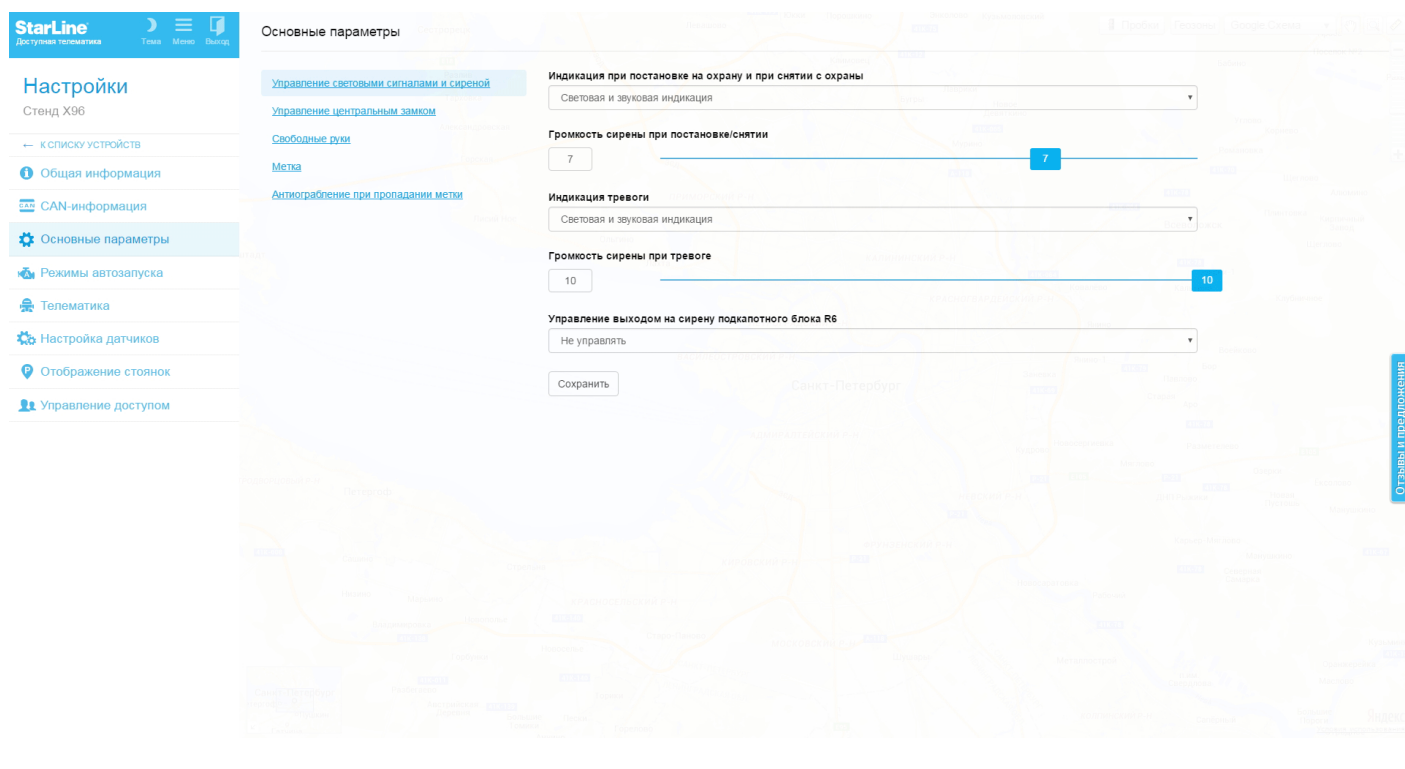 StarLine
Доступная телематика
Тема
Меню
Выход
Основные параметры
Настройки
Стенд X96
← К СПИСКУ УСТРОЙСТВ
Общая информация
CAN
CAN-информация
Основные параметры
Режимы автозапуска
Телематика
Настройка датчиков
Отображение стоянок
Управление доступом
Управление световыми сигналами и сиреной
Управление центральным замком
Свободные руки
Метка
Антиограбление при пропадании метки
Индикация при постановке на охрану и при снятии с охраны
Световая и звуковая индикация
Громкость сирены при постановке/снятии
7
7
Индикация тревоги
Световая и звуковая индикация
Громкость сирены при тревоге
10
10
Управление выходом на сирену подкапотного блока R6
Не управлять
Сохранить
Санкт-Петербург
Отзывы и предложения